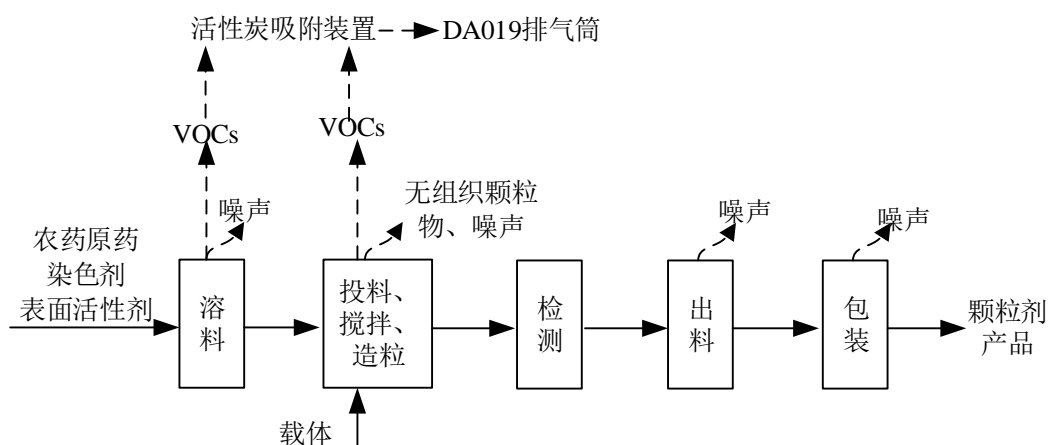 活性炭吸附装置
DA019排气筒
VOCs
VOCs
噪声
无组织颗粒
物、噪声
噪声
噪声
农药原药
染色剂
表面活性剂
溶
料
投料、
搅拌、
造粒
检
测
出
料
包
装
颗粒剂
产品
载体